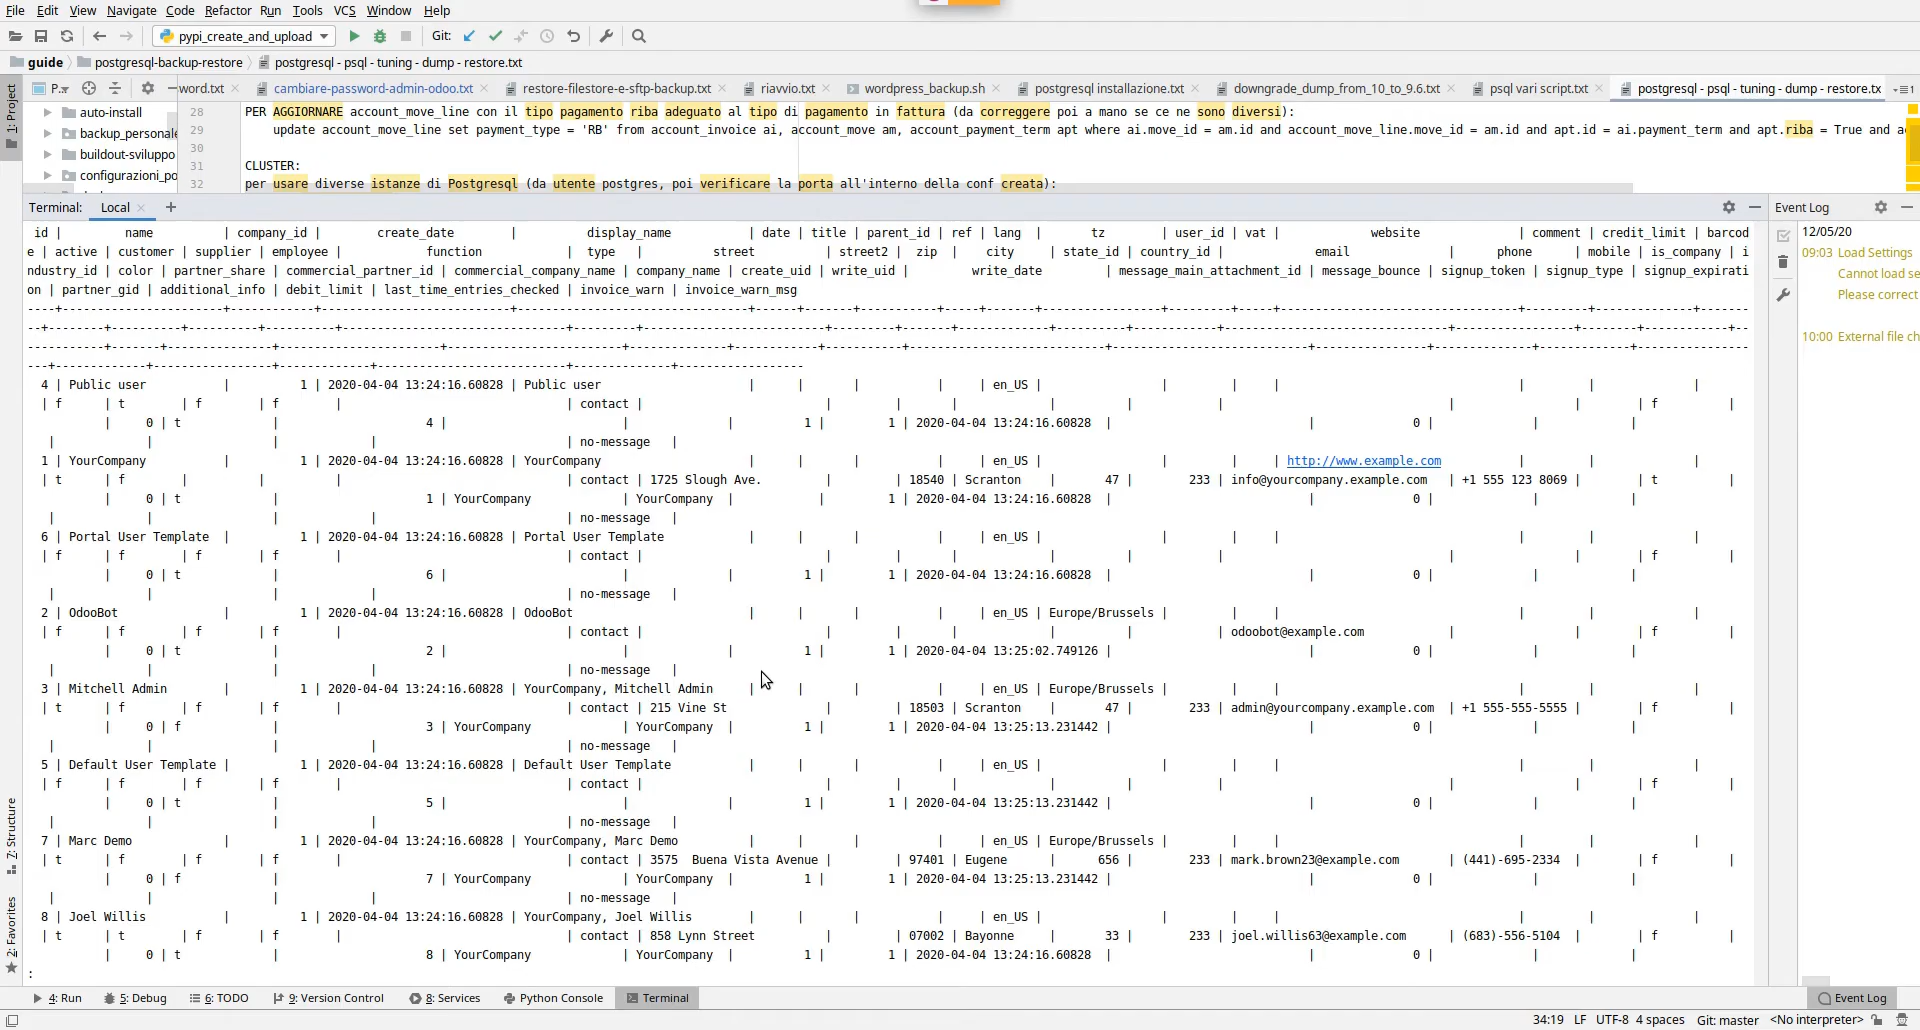 File Edit View Navigate Code Refactor Run Tools VCS Window Help
pypi_create_and_upload Git:
guide postgresql-backup-restore postgresql - psql - tuning - dump - restore.txt
P.. word.txt cambiare-password-admin-odoo.txt restore-filestore-e-sftp-backup.txt riavvio.txt wordpress_backup.sh postgresql installazione.txt downgrade_dump_from_10_to_9.6.txt psql vari script.txt postgresql - psql - tuning - dump - restore.tx
1: Project
auto-install
backup_personale
buildout-sviluppo
configurazioni_po
28 PER AGGIORNARE account_move_line con il tipo pagamento riba adeguato al tipo di pagamento in fattura (da correggere poi a mano se ce ne sono diversi):
29 update account_move_line set payment_type = 'RB' from account_invoice ai, account_move am, account_payment_term apt where ai.move_id = am.id and account_move_line.move_id = am.id and apt.id = ai.payment_term and apt.riba = True and a
30
31 CLUSTER:
32 per usare diverse istanze di Postgresql (da utente postgres, poi verificare la porta all'interno della conf creata):
Terminal: Local +
id | name | company_id | create_date | display_name | date | title | parent_id | ref | lang | tz | user_id | vat | website | comment | credit_limit | barcod
e | active | customer | supplier | employee | function | type | street | street2 | zip | city | state_id | country_id | email | phone | mobile | is_company | i
ndustry_id | color | partner_share | commercial_partner_id | commercial_company_name | company_name | create_uid | write_uid | write_date | message_main_attachment_id | message_bounce | signup_token | signup_type | signup_expirati
on | partner_gid | additional_info | debit_limit | last_time_entries_checked | invoice_warn | invoice_warn_msg
4 | Public user | 1 | 2020-04-04 13:24:16.60828 | Public user | | | | | en_US | | | | | | |
| f | t | f | f | | contact | | | | | | | | | | f |
| 0 | t | 4 | | | 1 | 1 | 2020-04-04 13:24:16.60828 | | 0 | | |
| | | | | no-message |
1 | YourCompany | 1 | 2020-04-04 13:24:16.60828 | YourCompany | | | | | en_US | | | | http://www.example.com | | |
| t | f | | | | contact | 1725 Slough Ave. | | 18540 | Scranton | 47 | 233 | info@yourcompany.example.com | +1 555 123 8069 | | t |
| 0 | t | 1 | YourCompany | YourCompany | | 1 | 2020-04-04 13:24:16.60828 | | 0 | | |
| | | | | no-message |
6 | Portal User Template | 1 | 2020-04-04 13:24:16.60828 | Portal User Template | | | | | en_US | | | | | | |
| f | f | f | f | | contact | | | | | | | | | | f |
| 0 | t | 6 | | | 1 | 1 | 2020-04-04 13:24:16.60828 | | 0 | | |
| | | | | no-message |
2 | OdooBot | 1 | 2020-04-04 13:24:16.60828 | OdooBot | | | | | en_US | Europe/Brussels | | | | | |
| f | f | f | f | | contact | | | | | | | odoobot@example.com | | | f |
| 0 | t | 2 | | | 1 | 1 | 2020-04-04 13:25:02.749126 | | 0 | | |
| | | | | no-message |
3 | Mitchell Admin | 1 | 2020-04-04 13:24:16.60828 | YourCompany, Mitchell Admin | | | | | en_US | Europe/Brussels | | | | | |
| t | f | f | f | | contact | 215 Vine St | | 18503 | Scranton | 47 | 233 | admin@yourcompany.example.com | +1 555-555-5555 | | f |
| 0 | f | 3 | YourCompany | YourCompany | 1 | 1 | 2020-04-04 13:25:13.231442 | | 0 | | |
| | | | | no-message |
5 | Default User Template | 1 | 2020-04-04 13:24:16.60828 | Default User Template | | | | | en_US | | | | | | |
| f | f | f | f | | contact | | | | | | | | | | f |
| 0 | t | 5 | | | 1 | 1 | 2020-04-04 13:25:13.231442 | | 0 | | |
| | | | | no-message |
7 | Marc Demo | 1 | 2020-04-04 13:24:16.60828 | YourCompany, Marc Demo | | | | | en_US | Europe/Brussels | | | | | |
| t | f | f | f | | contact | 3575 Buena Vista Avenue | | 97401 | Eugene | 656 | 233 | mark.brown23@example.com | (441)-695-2334 | | f |
| 0 | f | 7 | YourCompany | YourCompany | 1 | 1 | 2020-04-04 13:25:13.231442 | | 0 | | |
| | | | | no-message |
8 | Joel Willis | 1 | 2020-04-04 13:24:16.60828 | YourCompany, Joel Willis | | | | | en_US | | | | | | |
| t | t | f | f | | contact | 858 Lynn Street | | 07002 | Bayonne | 33 | 233 | joel.willis63@example.com | (683)-556-5104 | | f |
| 0 | t | 8 | YourCompany | YourCompany | 1 | 1 | 2020-04-04 13:24:16.60828 | | 0 | | |
:
Event Log
12/05/20
09:03 Load Settings
Cannot load se
Please correct
10:00 External file ch
7: Structure
2: Favorites
4: Run 5: Debug 6: TODO 9: Version Control 8: Services Python Console Terminal Event Log
34:19 LF UTF-8 4 spaces Git: master <No interpreter>